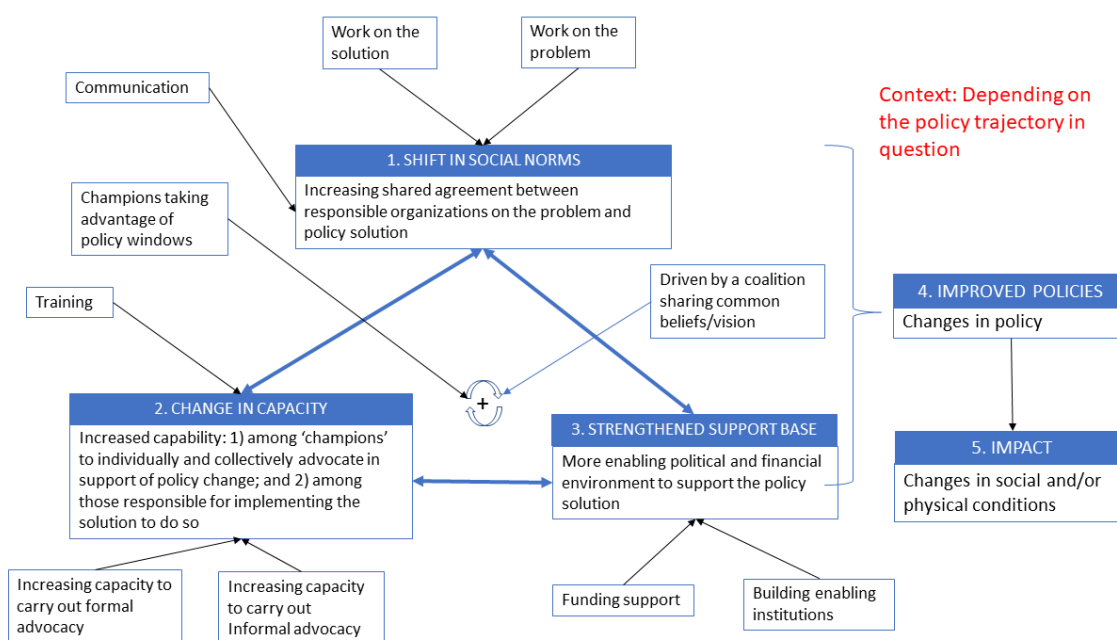 Work on the
solution
Work on the
problem
Communication
Context: Depending on
the policy trajectory in
question
1. SHIFT IN SOCIAL NORMS
Increasing shared agreement between
responsible organizations on the problem and
policy solution
Champions taking
advantage of
policy windows
Driven by a coalition
sharing common
beliefs/vision
Training
4. IMPROVED POLICIES
Changes in policy
+
2. CHANGE IN CAPACITY
Increased capability: 1) among ‘champions’
to individually and collectively advocate in
support of policy change; and 2) among
those responsible for implementing the
solution to do so
3. STRENGTHENED SUPPORT BASE
More enabling political and financial
environment to support the policy
solution
5. IMPACT
Changes in social and/or
physical conditions
Increasing capacity to
carry out formal
advocacy
Increasing capacity
to carry out
Informal advocacy
Funding support
Building enabling
institutions